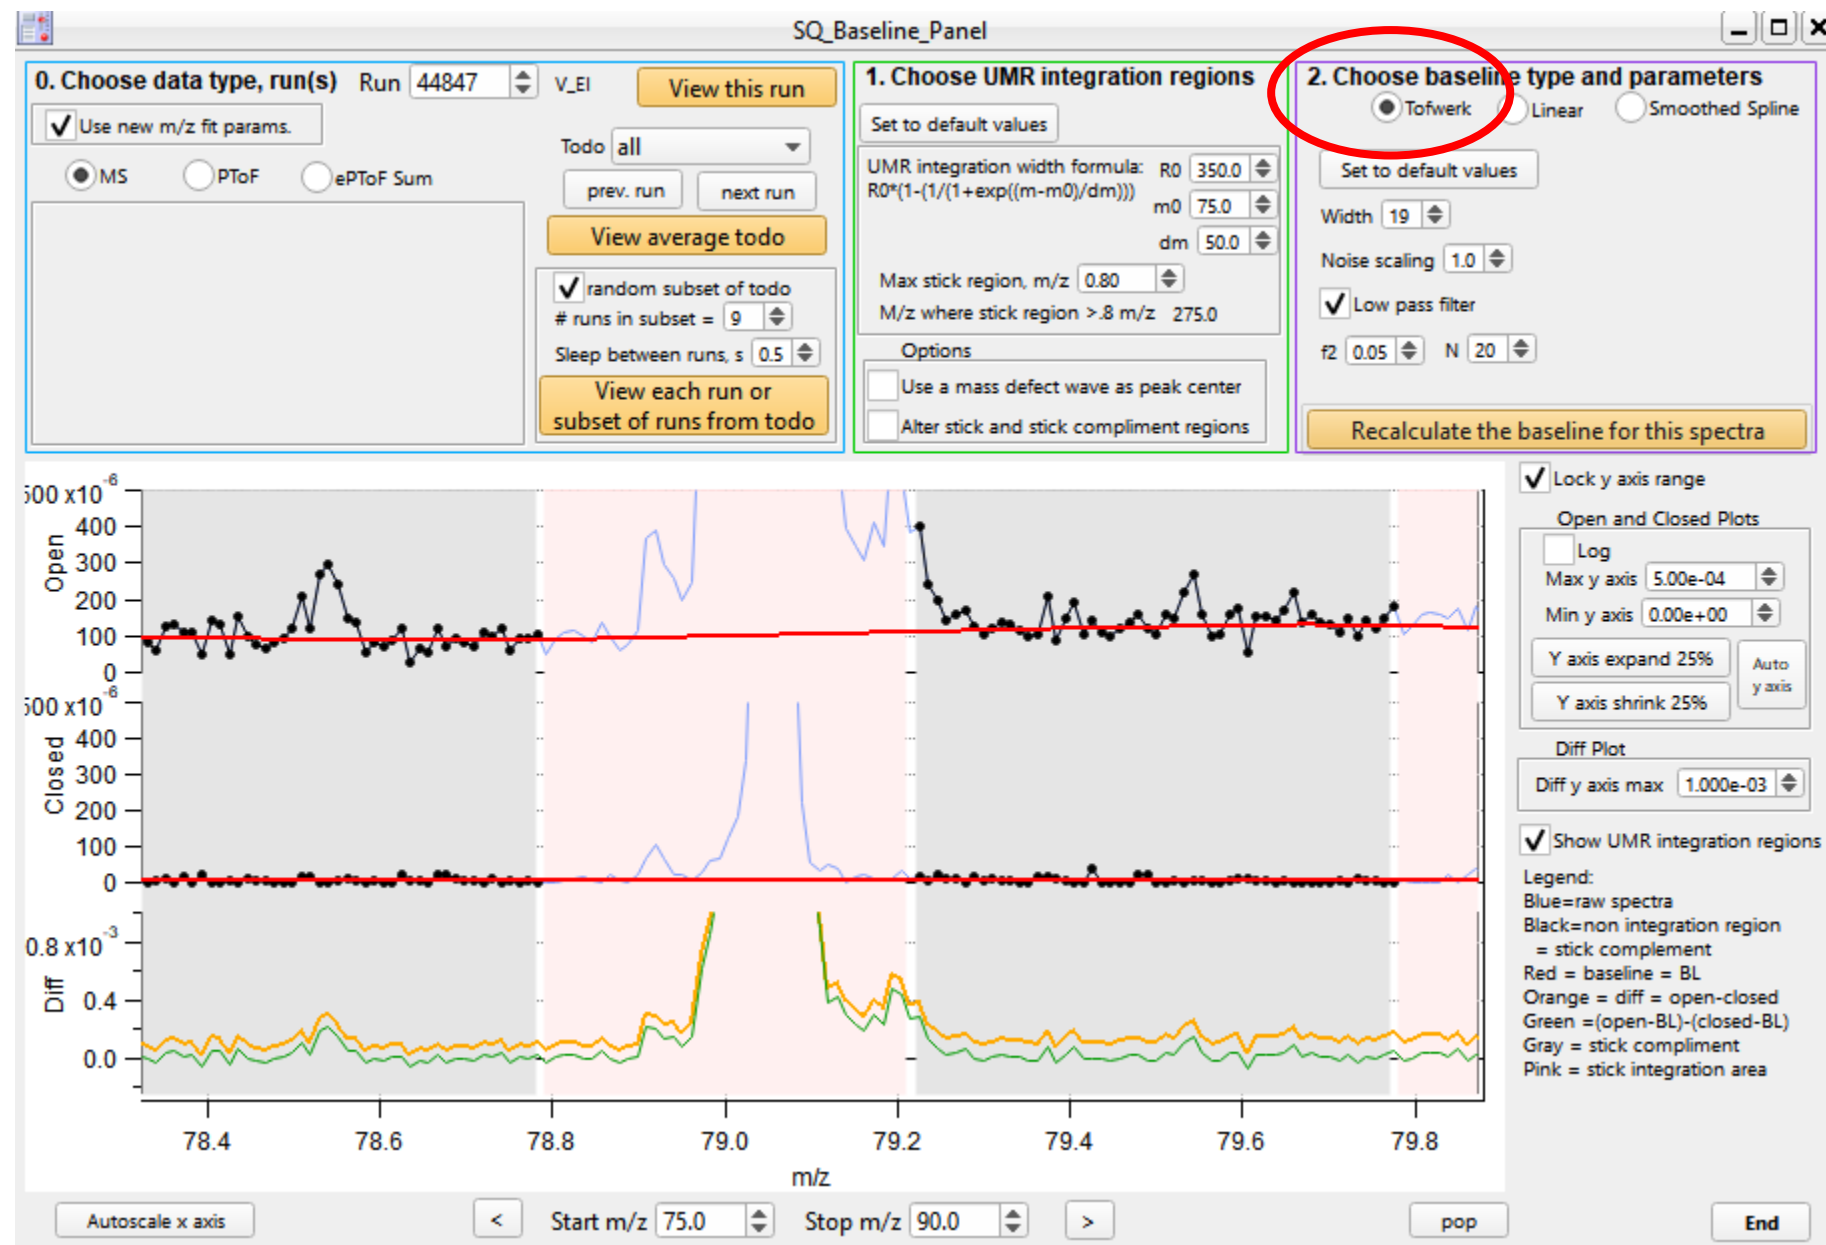 SQ_Baseline_Panel
0. Choose data type, run(s)
Run 44847
V_EI
View this run
Use new m/z fit params.
MS
PToF
ePToF Sum
Todo all
prev. run
next run
View average todo
random subset of todo
# runs in subset = 9
Sleep between runs, s 0.5
View each run or
subset of runs from todo
1. Choose UMR integration regions
Set to default values
UMR integration width formula:
R0*(1-(1/(1+exp((m-m0)/dm)))
R0 350.0
m0 75.0
dm 50.0
Max stick region, m/z 0.80
M/z where stick region >.8 m/z 275.0
Options
Use a mass defect wave as peak center
Alter stick and stick compliment regions
2. Choose baseline type and parameters
Tofwerk
Linear
Smoothed Spline
Set to default values
Width 19
Noise scaling 1.0
Low pass filter
f2 0.05
N 20
Recalculate the baseline for this spectra
500 x10-6
400
300
200
100
0
Open
500 x10-6
400
300
200
100
0
Closed
0.8 x10-3
0.4
0.0
Diff
78.4
78.6
78.8
79.0
79.2
79.4
79.6
79.8
m/z
Lock y axis range
Open and Closed Plots
Log
Max y axis 5.00e-04
Min y axis 0.00e+00
Y axis expand 25%
Y axis shrink 25%
Auto
y axis
Diff Plot
Diff y axis max 1.000e-03
Show UMR integration regions
Legend:
Blue=raw spectra
Black=non integration region
= stick complement
Red = baseline = BL
Orange = diff = open-closed
Green =(open-BL)-(closed-BL)
Gray = stick compliment
Pink = stick integration area
Autoscale x axis
<
Start m/z 75.0
Stop m/z 90.0
>
pop
End